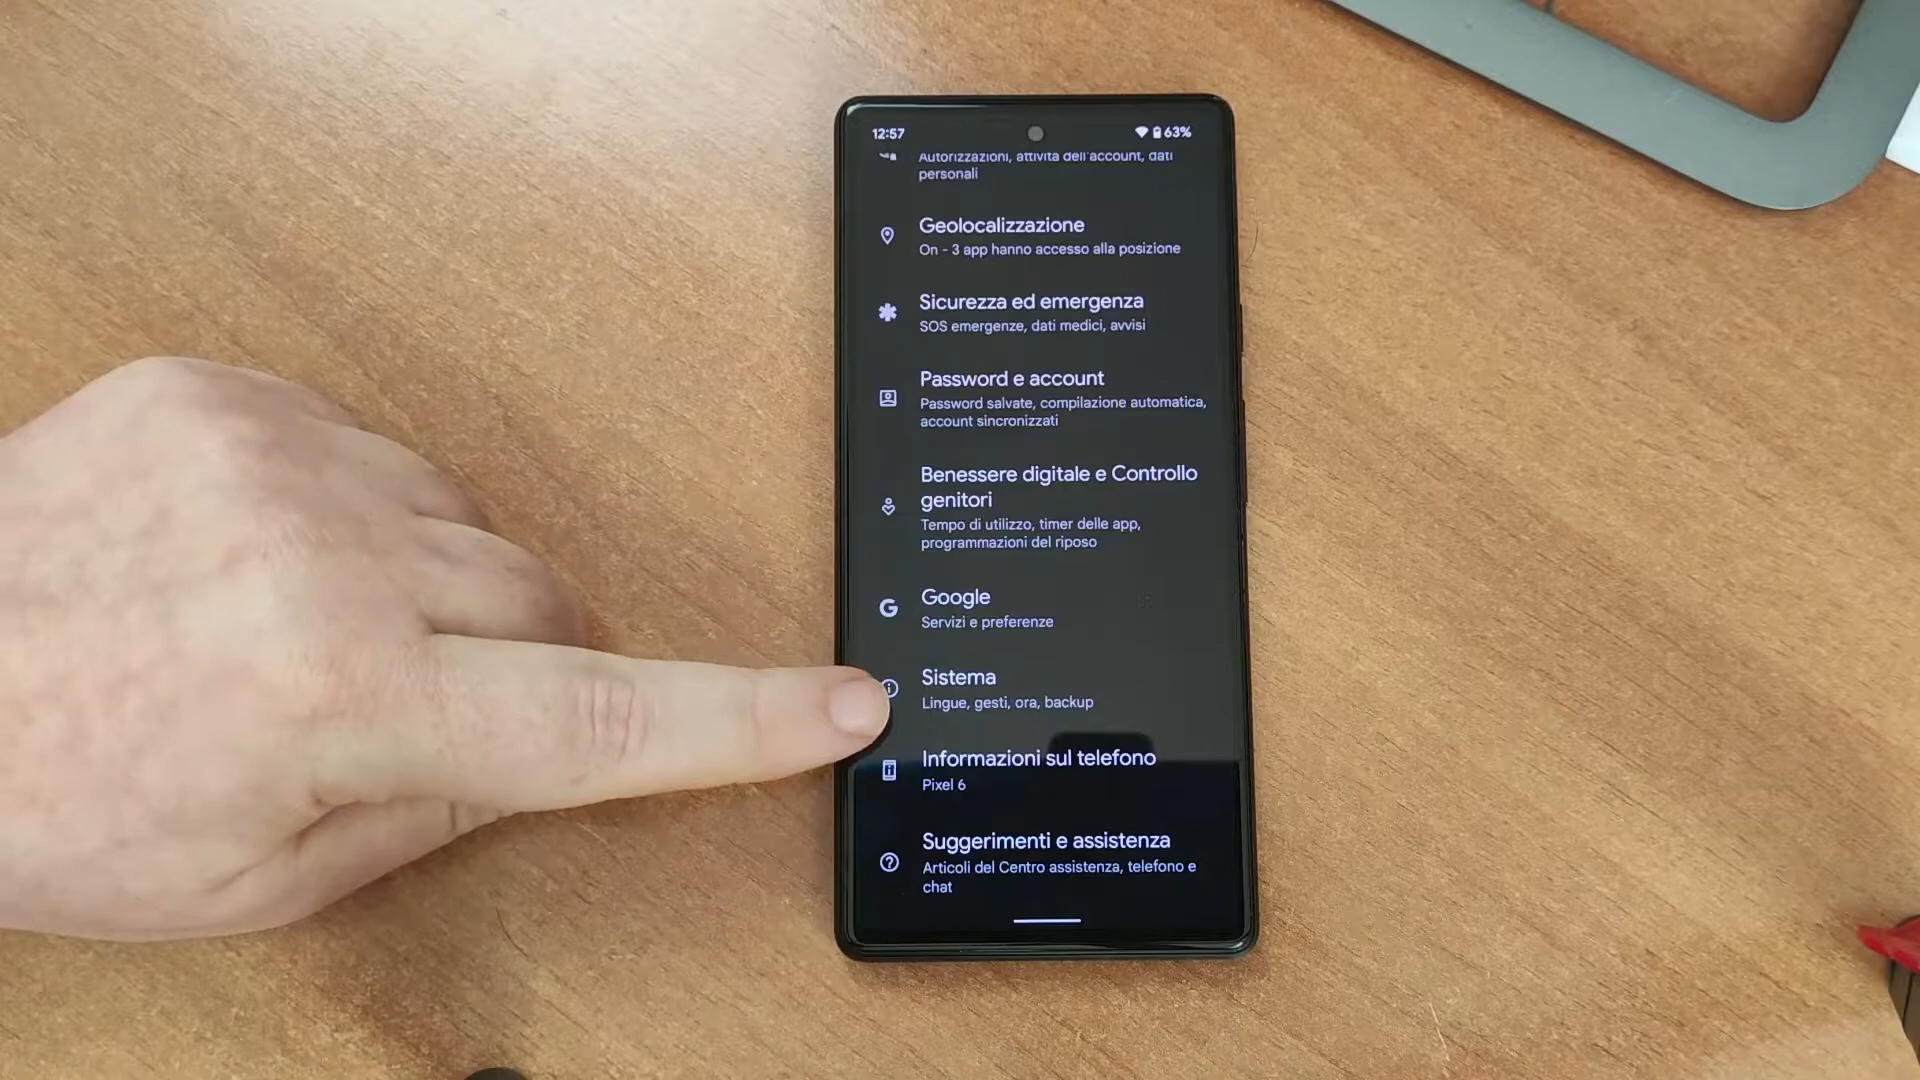 12:57
63%
Autorizzazioni, attività dell'account, dati
personali
Geolocalizzazione
On - 3 app hanno accesso alla posizione
Sicurezza ed emergenza
SOS emergenze, dati medici, avvisi
Password e account
Password salvate, compilazione automatica,
account sincronizzati
Benessere digitale e Controllo
genitori
Tempo di utilizzo, timer delle app,
programmazioni del riposo
Google
Servizi e preferenze
Sistema
Lingue, gesti, ora, backup
Informazioni sul telefono
Pixel 6
Suggerimenti e assistenza
Articoli del Centro assistenza, telefono e
chat